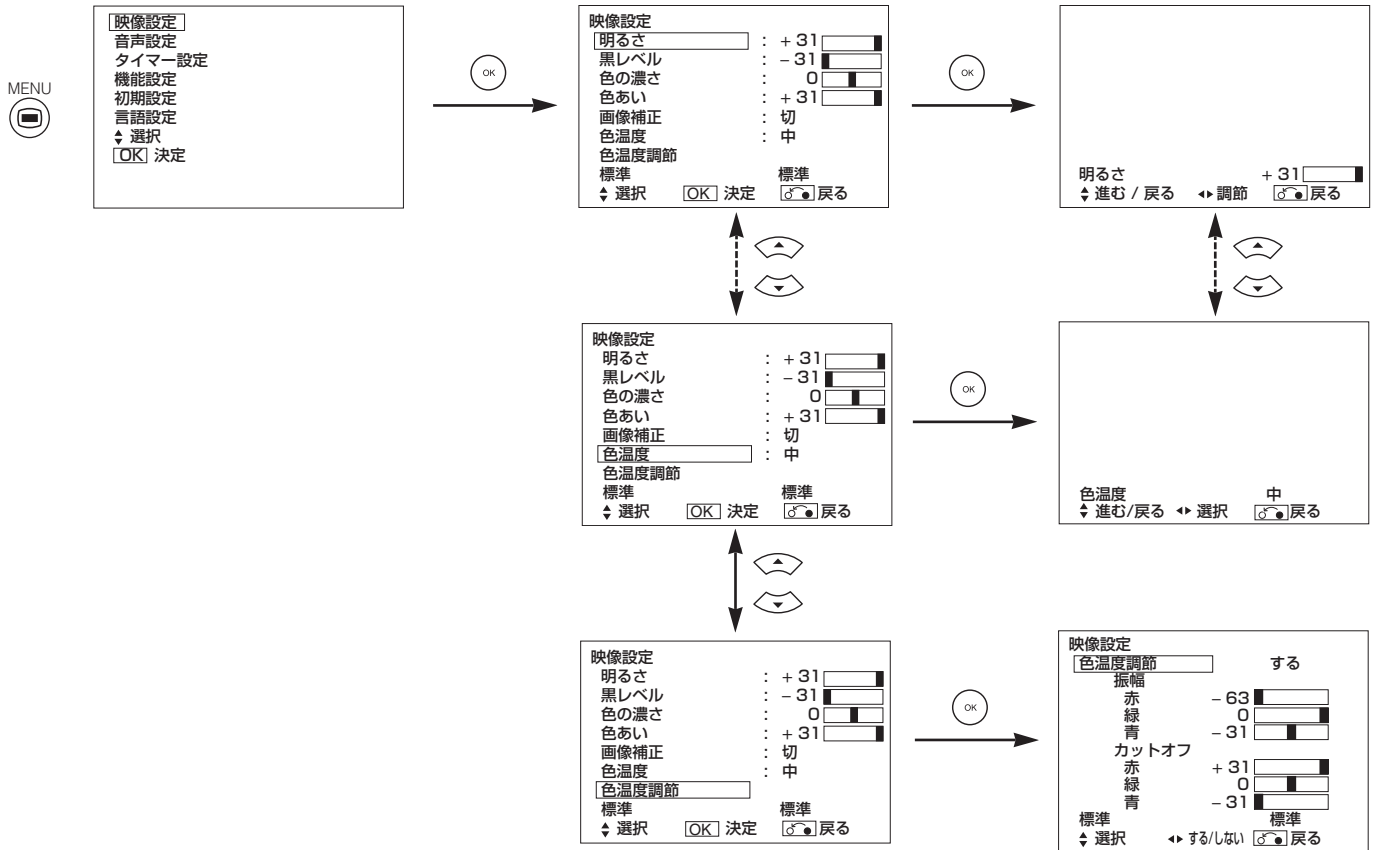 MENU
映像設定
音声設定
タイマー設定
機能設定
初期設定
言語設定
選択
OK 決定
OK
映像設定
明るさ : +31
黒レベル : −31
色の濃さ : 0
色あい : +31
画像補正 : 切
色温度 : 中
色温度調節
標準 標準
選択 OK 決定 戻る
OK
明るさ +31
進む / 戻る 調節 戻る
映像設定
明るさ : +31
黒レベル : −31
色の濃さ : 0
色あい : +31
画像補正 : 切
色温度 : 中
色温度調節
標準 標準
選択 OK 決定 戻る
OK
色温度 中
進む/戻る 選択 戻る
映像設定
明るさ : +31
黒レベル : −31
色の濃さ : 0
色あい : +31
画像補正 : 切
色温度 : 中
色温度調節
標準 標準
選択 OK 決定 戻る
OK
映像設定
色温度調節 する
振幅
赤 −63
緑 0
青 −31
カットオフ
赤 +31
緑 0
青 −31
標準 標準
選択 する/しない 戻る